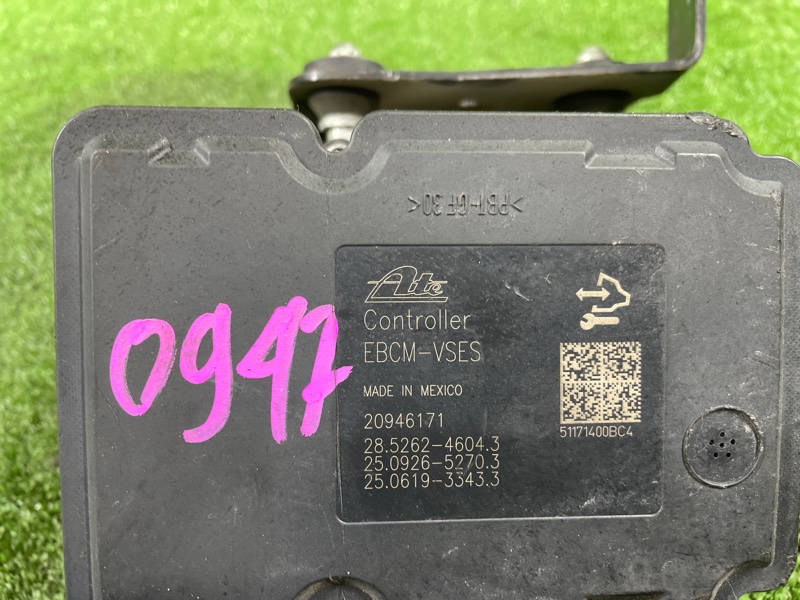 >PBT-GF30<
Ate
Controller
EBCM-VSES
MADE IN MEXICO
20946171
28.5262-4604.3
25.0926-5270.3
25.0619-3343.3
51171400BC4
0947